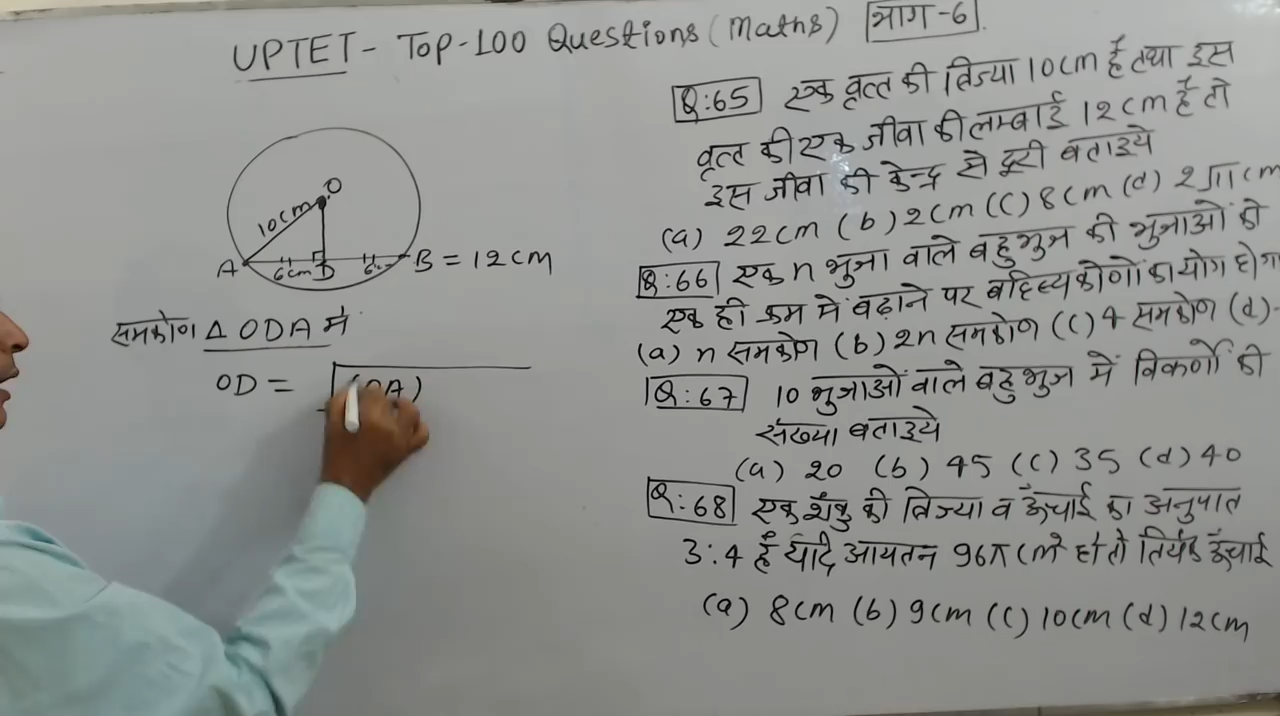 UPTET - Top-100 Questions (Maths) भाग-6
O
10cm
A 6cm D B = 12cm
समकोण Δ ODA में
OD = √(OA)
Q:65 एक वृत्त की त्रिज्या 10cm है तथा इस
वृत्त की एक जीवा की लम्बाई 12cm है तो
इस जीवा की केन्द्र से दूरी बताइये
(a) 22cm (b) 2cm (c) 8cm (d) 2√11cm
Q:66 एक n भुजा वाले बहुभुज की भुजाओं को
एक ही क्रम में बढ़ाने पर बहिष्यकोणों का योग होगा
(a) n समकोण (b) 2n समकोण (c) 4 समकोण (d)
Q:67 10 भुजाओं वाले बहुभुज में विकर्णों की
संख्या बताइये
(a) 20 (b) 45 (c) 35 (d) 40
Q:68 एक शंकु की त्रिज्या व ऊँचाई का अनुपात
3:4 है यदि आयतन 96π cm³ हो तो तिर्यक ऊँचाई
(a) 8cm (b) 9cm (c) 10cm (d) 12cm